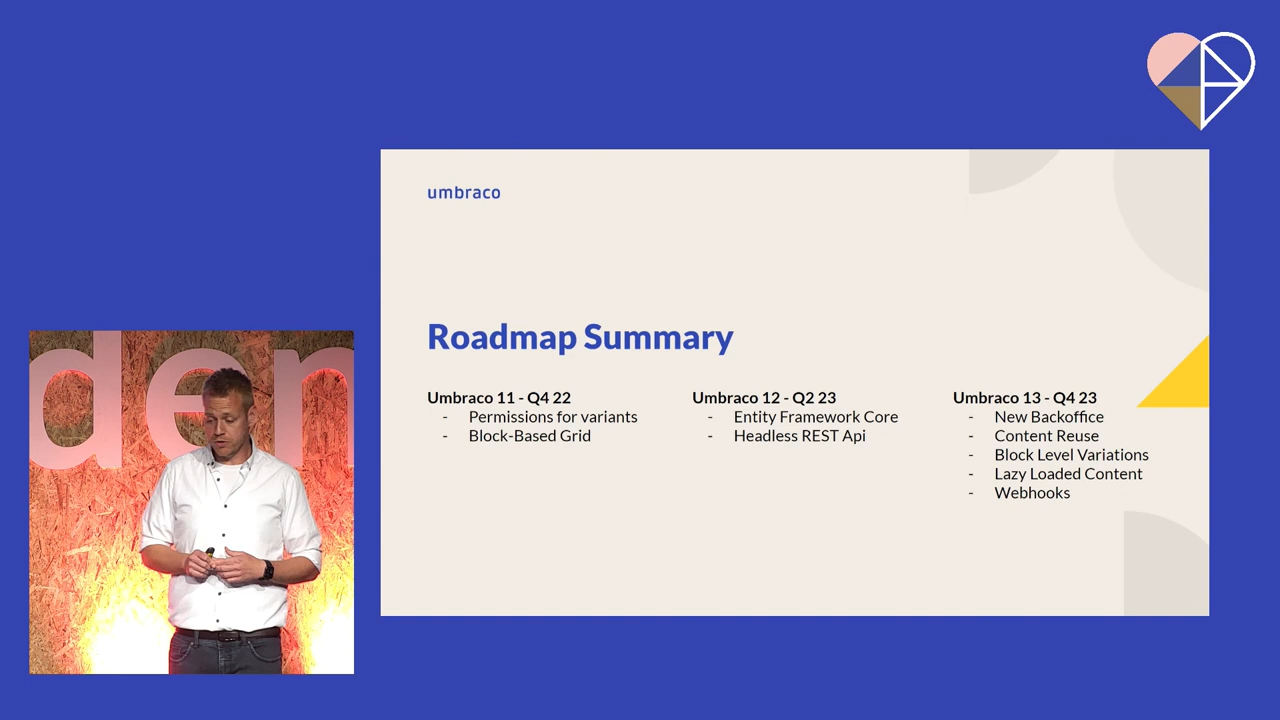 umbraco
Roadmap Summary
Umbraco 11 - Q4 22
- Permissions for variants
- Block-Based Grid
Umbraco 12 - Q2 23
- Entity Framework Core
- Headless REST Api
Umbraco 13 - Q4 23
- New Backoffice
- Content Reuse
- Block Level Variations
- Lazy Loaded Content
- Webhooks
den